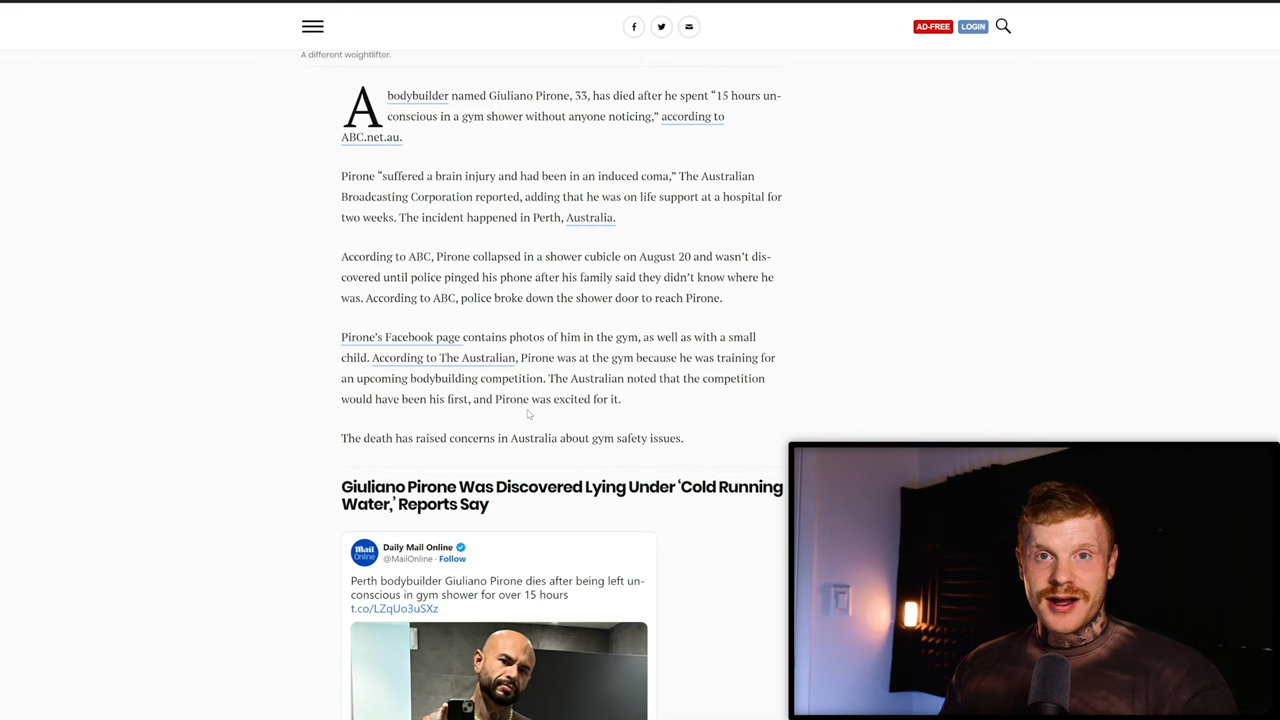 AD-FREE LOGIN
A different weightlifter.
A bodybuilder named Giuliano Pirone, 33, has died after he spent “15 hours un-
conscious in a gym shower without anyone noticing,” according to
ABC.net.au.
Pirone “suffered a brain injury and had been in an induced coma,” The Australian
Broadcasting Corporation reported, adding that he was on life support at a hospital for
two weeks. The incident happened in Perth, Australia.
According to ABC, Pirone collapsed in a shower cubicle on August 20 and wasn’t dis-
covered until police pinged his phone after his family said they didn’t know where he
was. According to ABC, police broke down the shower door to reach Pirone.
Pirone’s Facebook page contains photos of him in the gym, as well as with a small
child. According to The Australian, Pirone was at the gym because he was training for
an upcoming bodybuilding competition. The Australian noted that the competition
would have been his first, and Pirone was excited for it.
The death has raised concerns in Australia about gym safety issues.
Giuliano Pirone Was Discovered Lying Under ‘Cold Running
Water,’ Reports Say
Mail
Online
Daily Mail Online
@MailOnline · Follow
Perth bodybuilder Giuliano Pirone dies after being left un-
conscious in gym shower for over 15 hours
t.co/LZqUo3uSXz